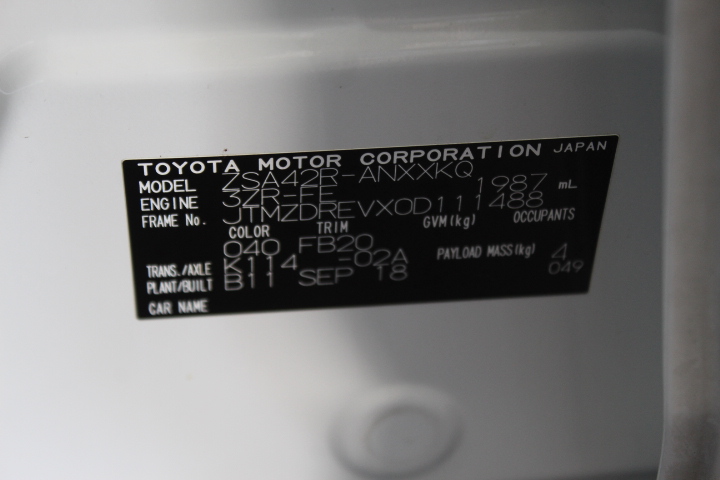 TOYOTA MOTOR CORPORATION JAPAN
MODEL ZSA42R-ANXXKQ
ENGINE 3ZR-FE 1987 mL
FRAME No. JTMZDREVX0D111488
COLOR TRIM GVM(kg) OCCUPANTS
040 FB20 4
TRANS./AXLE K114 -02A PAYLOAD MASS(kg) 049
PLANT/BUILT B11 SEP 18
CAR NAME